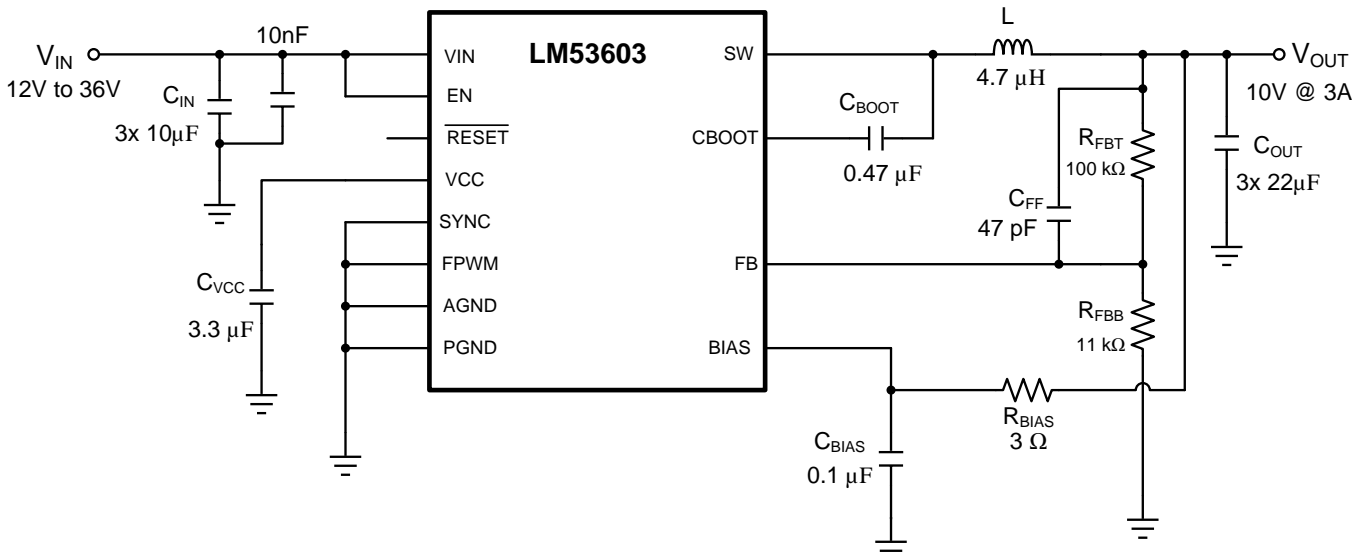 V_IN
12V to 36V
10nF
C_IN
3x 10µF
C_VCC
3.3 µF
LM53603
VIN
EN
RESET
VCC
SYNC
FPWM
AGND
PGND
SW
CBOOT
FB
BIAS
L
4.7 µH
C_BOOT
0.47 µF
C_FF
47 pF
R_FBT
100 kΩ
R_FBB
11 kΩ
R_BIAS
3 Ω
C_BIAS
0.1 µF
V_OUT
10V @ 3A
C_OUT
3x 22µF